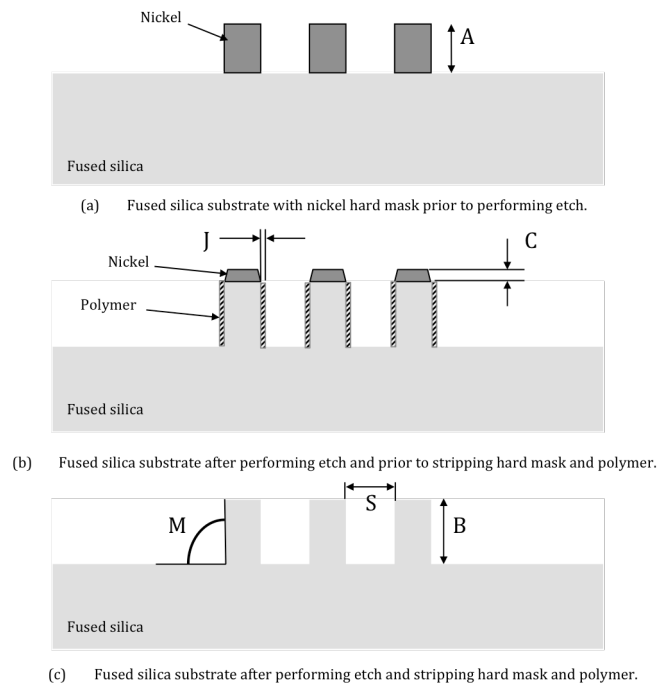 Nickel
A
Fused silica
(a) Fused silica substrate with nickel hard mask prior to performing etch.
J
C
Nickel
Polymer
Fused silica
(b) Fused silica substrate after performing etch and prior to stripping hard mask and polymer.
S
M
B
Fused silica
(c) Fused silica substrate after performing etch and stripping hard mask and polymer.